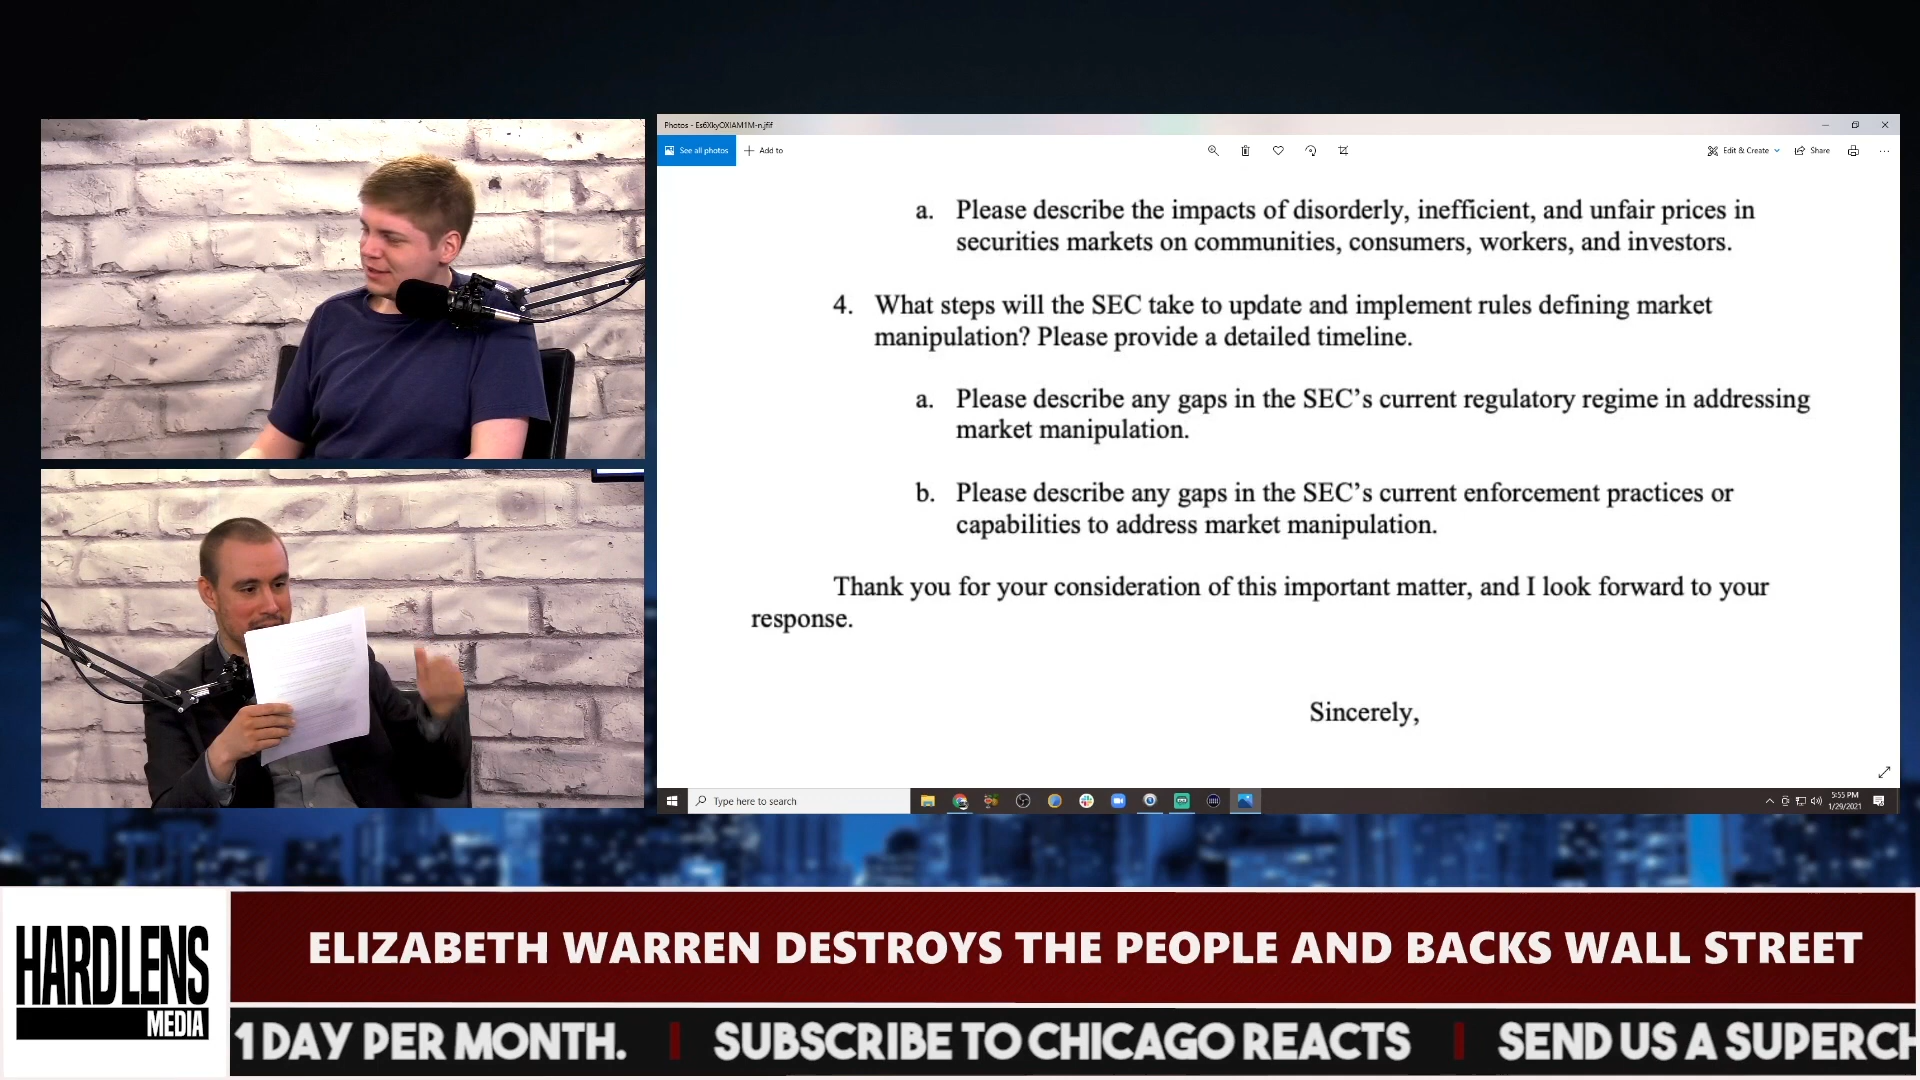 Photos - Es6XkyOXIAM1M-n.jfif
See all photos
Add to
Edit & Create
Share
a. Please describe the impacts of disorderly, inefficient, and unfair prices in
securities markets on communities, consumers, workers, and investors.
4. What steps will the SEC take to update and implement rules defining market
manipulation? Please provide a detailed timeline.
a. Please describe any gaps in the SEC’s current regulatory regime in addressing
market manipulation.
b. Please describe any gaps in the SEC’s current enforcement practices or
capabilities to address market manipulation.
Thank you for your consideration of this important matter, and I look forward to your
response.
Sincerely,
Type here to search
5:55 PM
1/29/2021
HARD LENS
MEDIA
ELIZABETH WARREN DESTROYS THE PEOPLE AND BACKS WALL STREET
1 DAY PER MONTH. | SUBSCRIBE TO CHICAGO REACTS | SEND US A SUPERCH